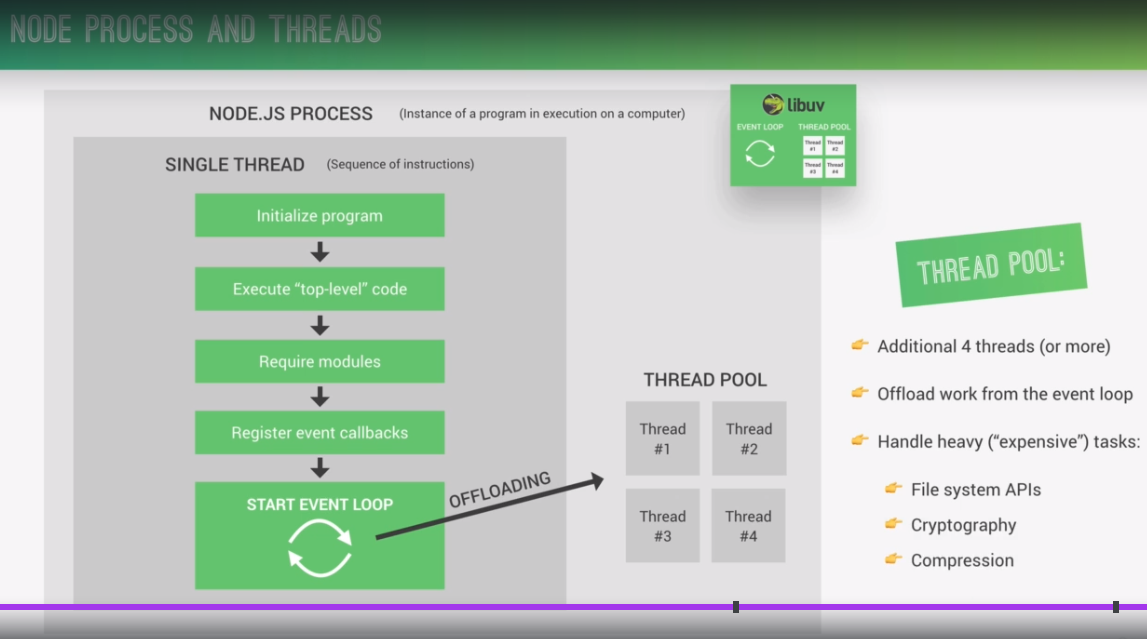 NODE PROCESS AND THREADS
NODE.JS PROCESS (Instance of a program in execution on a computer)
libuv
EVENT LOOP THREAD POOL
Thread #1
Thread #2
Thread #3
Thread #4
SINGLE THREAD (Sequence of instructions)
Initialize program
Execute “top-level” code
Require modules
Register event callbacks
START EVENT LOOP
OFFLOADING
THREAD POOL
Thread
#1
Thread
#2
Thread
#3
Thread
#4
THREAD POOL:
Additional 4 threads (or more)
Offload work from the event loop
Handle heavy (“expensive”) tasks:
File system APIs
Cryptography
Compression